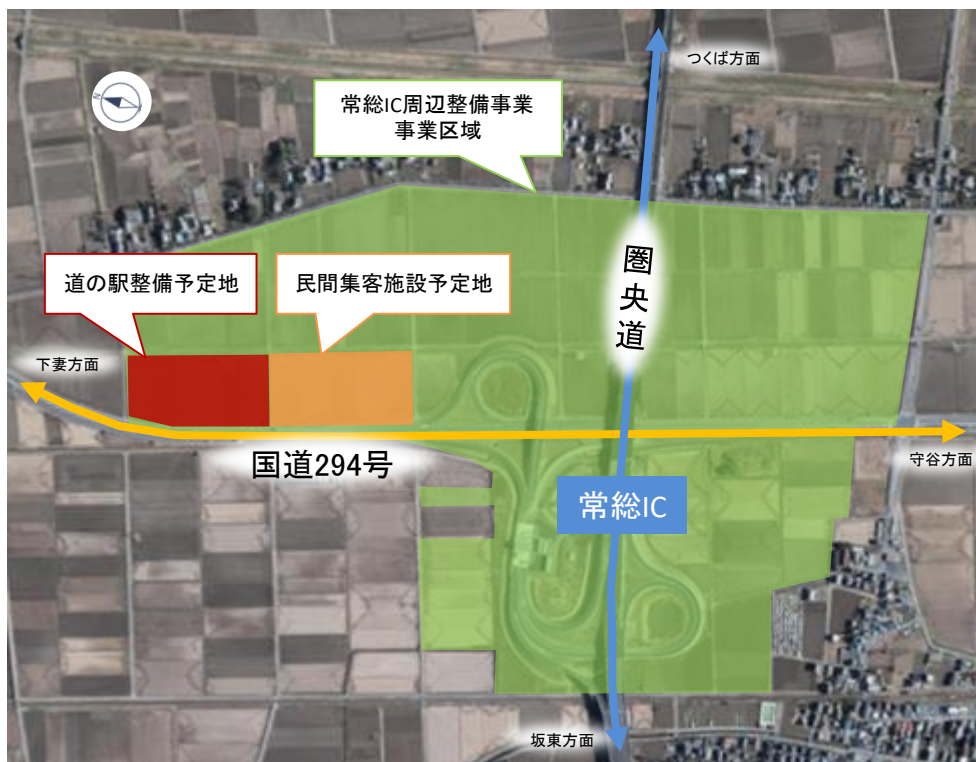 つくば方面
N
常総IC周辺整備事業
事業区域
圏央道
道の駅整備予定地
民間集客施設予定地
下妻方面
国道294号
守谷方面
常総IC
坂東方面